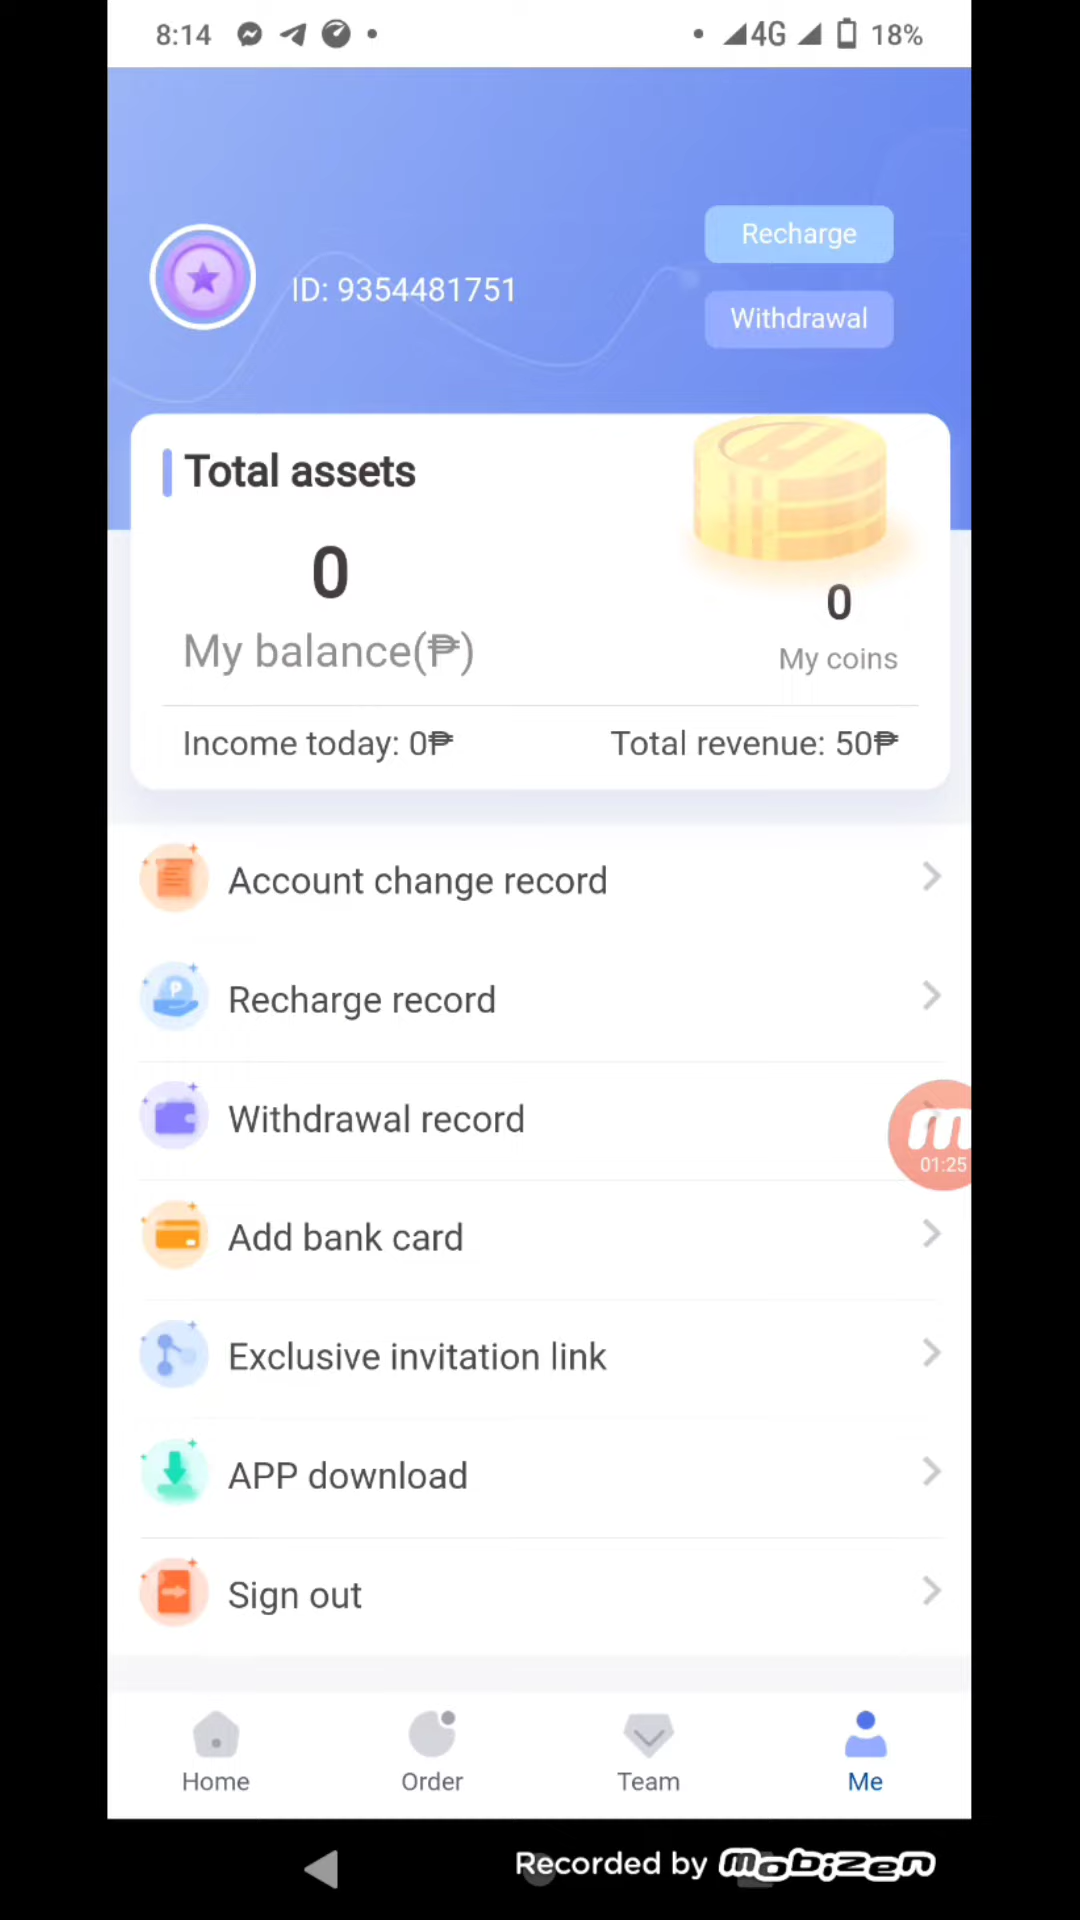 8:14 4G 18%
Recharge
ID: 9354481751
Withdrawal
Total assets
0
0
My balance(₱)
My coins
Income today: 0₱ Total revenue: 50₱
Account change record
Recharge record
Withdrawal record
01:25
Add bank card
Exclusive invitation link
APP download
Sign out
Home Order Team Me
Recorded by mobizen